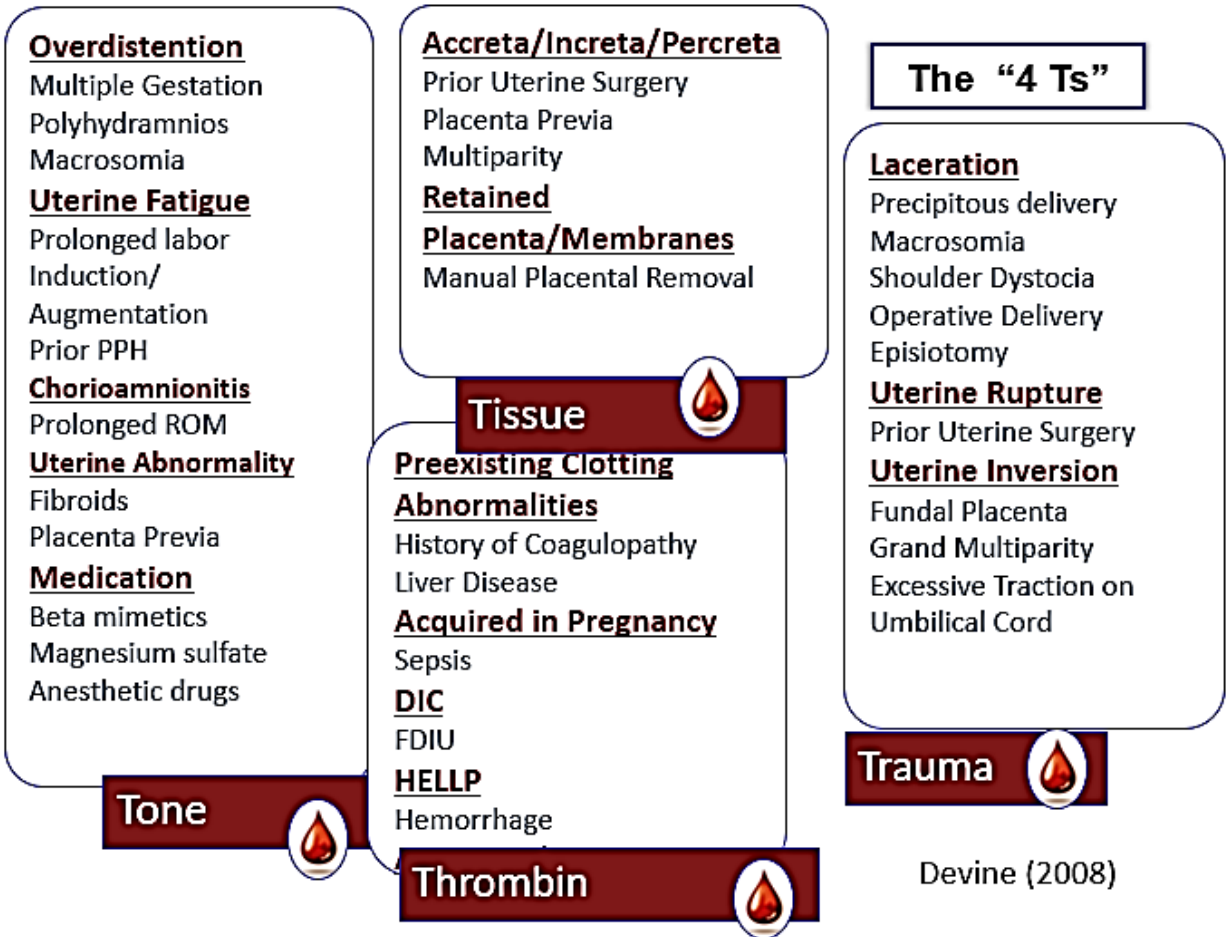 Overdistention
Multiple Gestation
Polyhydramnios
Macrosomia
Uterine Fatigue
Prolonged labor
Induction/
Augmentation
Prior PPH
Chorioamnionitis
Prolonged ROM
Uterine Abnormality
Fibroids
Placenta Previa
Medication
Beta mimetics
Magnesium sulfate
Anesthetic drugs
Tone
Accreta/Increta/Percreta
Prior Uterine Surgery
Placenta Previa
Multiparity
Retained
Placenta/Membranes
Manual Placental Removal
Tissue
Preexisting Clotting
Abnormalities
History of Coagulopathy
Liver Disease
Acquired in Pregnancy
Sepsis
DIC
FDIU
HELLP
Hemorrhage
Thrombin
The "4 Ts"
Laceration
Precipitous delivery
Macrosomia
Shoulder Dystocia
Operative Delivery
Episiotomy
Uterine Rupture
Prior Uterine Surgery
Uterine Inversion
Fundal Placenta
Grand Multiparity
Excessive Traction on
Umbilical Cord
Trauma
Devine (2008)